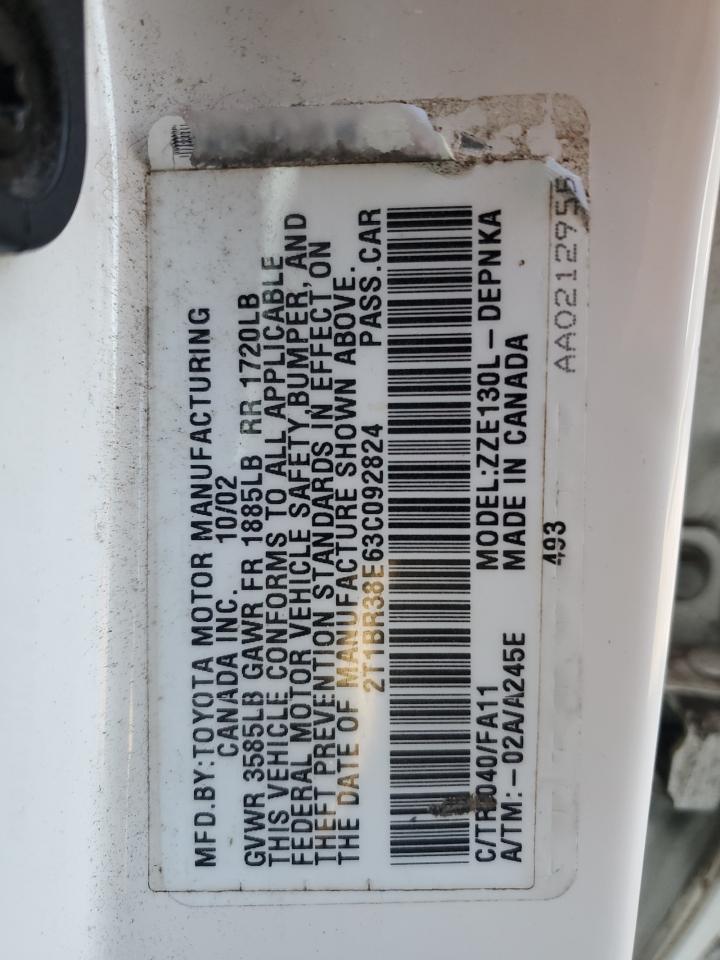 MFD.BY:TOYOTA MOTOR MANUFACTURING
CANADA INC. 10/02
GVWR 3585LB GAWR FR 1885LB RR 1720LB
THIS VEHICLE CONFORMS TO ALL APPLICABLE
FEDERAL MOTOR VEHICLE SAFETY,BUMPER, AND
THEFT PREVENTION STANDARDS IN EFFECT ON
THE DATE OF MANUFACTURE SHOWN ABOVE.
2T1BR38E63C092824 PASS.CAR
C/TR:040/FA11 MODEL:ZZE130L-DEPNKA
A/TM:-02A/A245E MADE IN CANADA
493